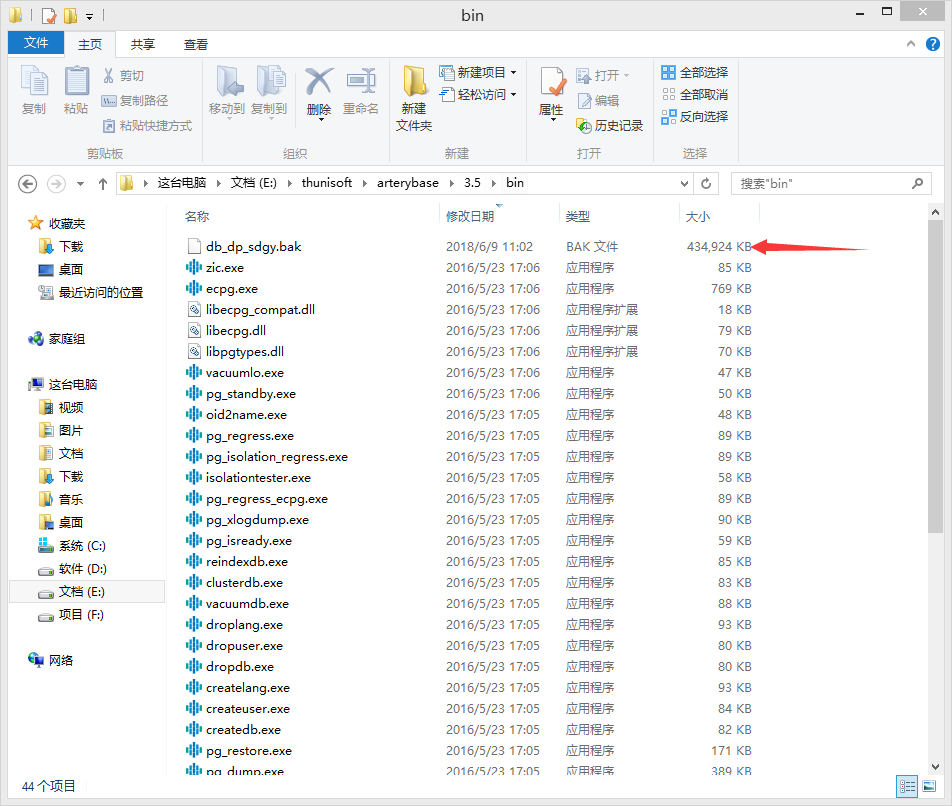 bin
文件 主页 共享 查看
复制 粘贴 剪切 复制路径 粘贴快捷方式
移动到 复制到 删除 重命名
新建文件夹 新建项目 轻松访问
属性 打开 编辑 历史记录
全部选择 全部取消 反向选择
剪贴板 组织 新建 打开 选择
这台电脑 文档 (E:) thunisoft arterybase 3.5 bin
搜索"bin"
收藏夹
下载
桌面
最近访问的位置
家庭组
这台电脑
视频
图片
文档
下载
音乐
桌面
系统 (C:)
软件 (D:)
文档 (E:)
项目 (F:)
网络
名称 修改日期 类型 大小
db_dp_sdgy.bak 2018/6/9 11:02 BAK 文件 434,924 KB
zic.exe 2016/5/23 17:06 应用程序 85 KB
ecpg.exe 2016/5/23 17:06 应用程序 769 KB
libecpg_compat.dll 2016/5/23 17:06 应用程序扩展 18 KB
libecpg.dll 2016/5/23 17:06 应用程序扩展 79 KB
libpgtypes.dll 2016/5/23 17:06 应用程序扩展 70 KB
vacuumlo.exe 2016/5/23 17:06 应用程序 47 KB
pg_standby.exe 2016/5/23 17:06 应用程序 50 KB
oid2name.exe 2016/5/23 17:05 应用程序 48 KB
pg_regress.exe 2016/5/23 17:05 应用程序 89 KB
pg_isolation_regress.exe 2016/5/23 17:05 应用程序 89 KB
isolationtester.exe 2016/5/23 17:05 应用程序 58 KB
pg_regress_ecpg.exe 2016/5/23 17:05 应用程序 89 KB
pg_xlogdump.exe 2016/5/23 17:05 应用程序 90 KB
pg_isready.exe 2016/5/23 17:05 应用程序 59 KB
reindexdb.exe 2016/5/23 17:05 应用程序 85 KB
clusterdb.exe 2016/5/23 17:05 应用程序 83 KB
vacuumdb.exe 2016/5/23 17:05 应用程序 88 KB
droplang.exe 2016/5/23 17:05 应用程序 93 KB
dropuser.exe 2016/5/23 17:05 应用程序 80 KB
dropdb.exe 2016/5/23 17:05 应用程序 80 KB
createlang.exe 2016/5/23 17:05 应用程序 93 KB
createuser.exe 2016/5/23 17:05 应用程序 84 KB
createdb.exe 2016/5/23 17:05 应用程序 82 KB
pg_restore.exe 2016/5/23 17:05 应用程序 171 KB
pg_dump.exe 2016/5/23 17:05 应用程序 389 KB
44 个项目